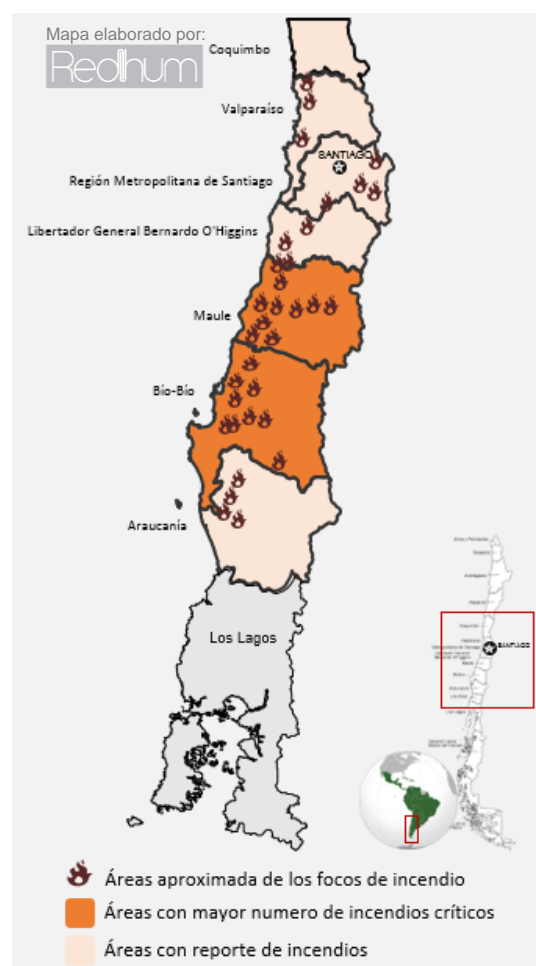 Mapa elaborado por:
Redhum
Coquimbo
Valparaíso
SANTIAGO
Región Metropolitana de Santiago
Libertador General Bernardo O'Higgins
Maule
Bío-Bío
Araucanía
Los Lagos
SANTIAGO
Áreas aproximada de los focos de incendio
Áreas con mayor numero de incendios críticos
Áreas con reporte de incendios